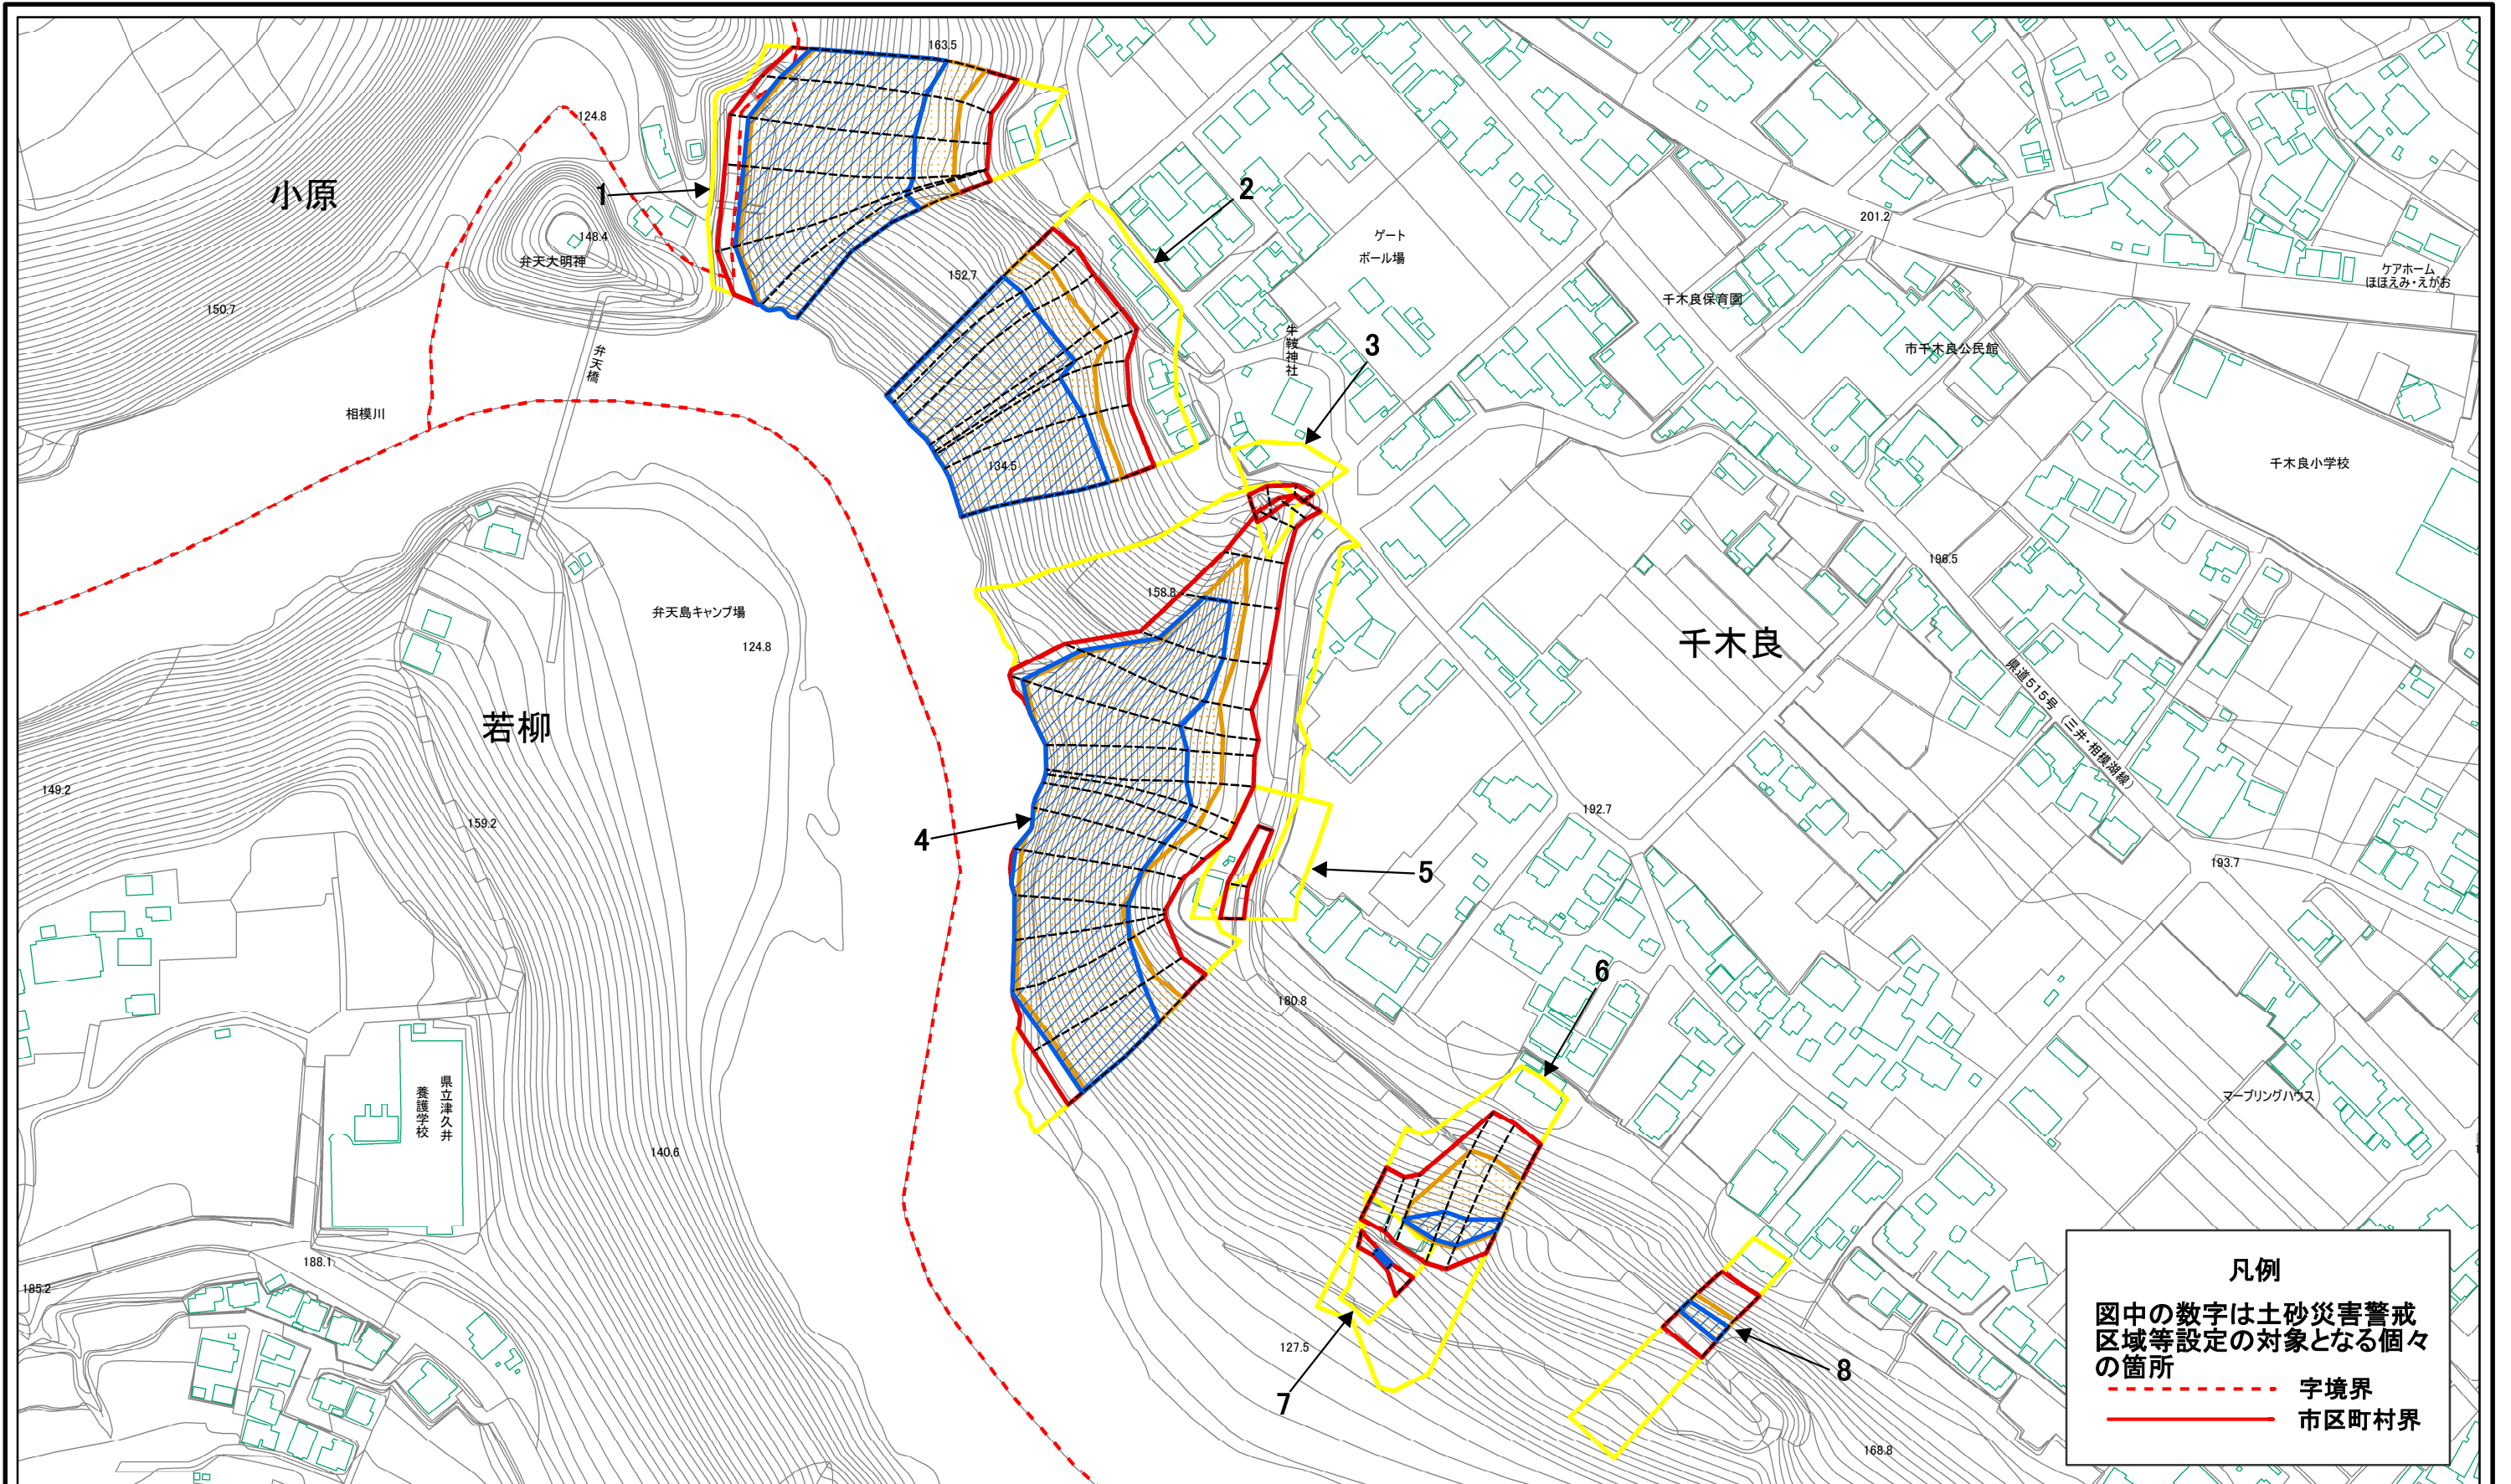 163.5
124.8
小原
1
2
148.4
弁天大明神
152.7
150.7
ゲート
ボール場
201.2
ケアホーム
ほほえみ・えがお
千木良保育園
市千木良公民館
牛鞍神社
3
弁天橋
相模川
134.5
千木良小学校
196.5
158.8
弁天島キャンプ場
124.8
千木良
若柳
県道515号（三井・相模湖線）
149.2
159.2
4
192.7
5
193.7
6
180.8
県立津久井
養護学校
マーブリングハウス
140.6
188.1
185.2
127.5
7
8
168.8
凡例
図中の数字は土砂災害警戒
区域等設定の対象となる個々
の箇所
字境界
市区町村界